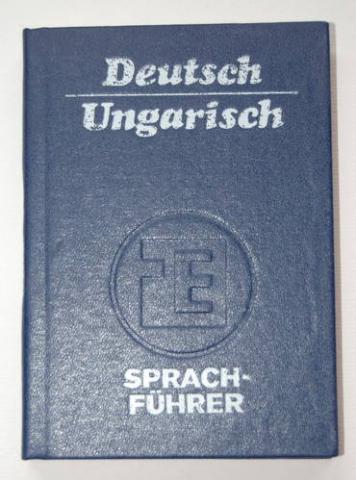 Deutsch
Ungarisch
SPRACH-
FÜHRER